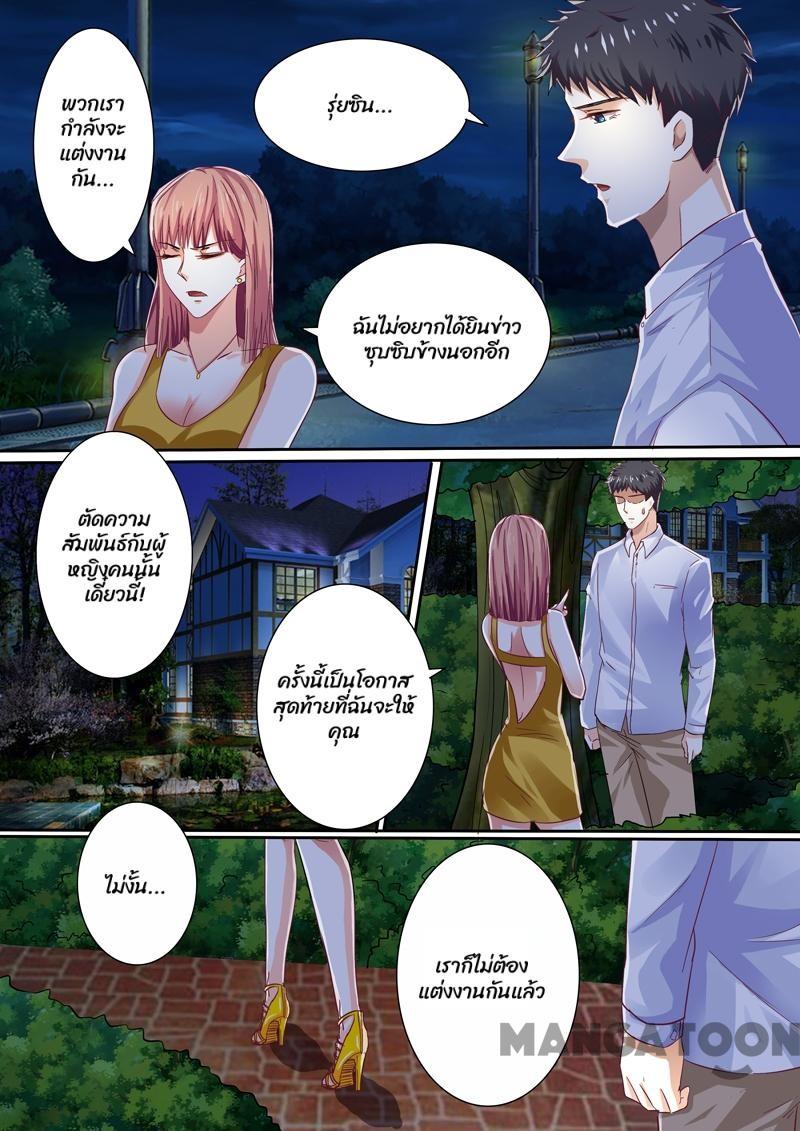 พวกเรา
กำลังจะ
แต่งงาน
กัน...
รุ่ยซิน...
ฉันไม่อยากได้ยินข่าว
ซุบซิบข้างนอกอีก
ตัดความ
สัมพันธ์กับผู้
หญิงคนนั้น
เดี๋ยวนี้!
ครั้งนี้เป็นโอกาส
สุดท้ายที่ฉันจะให้
คุณ
ไม่งั้น...
เราก็ไม่ต้อง
แต่งงานกันแล้ว
MANGATOON